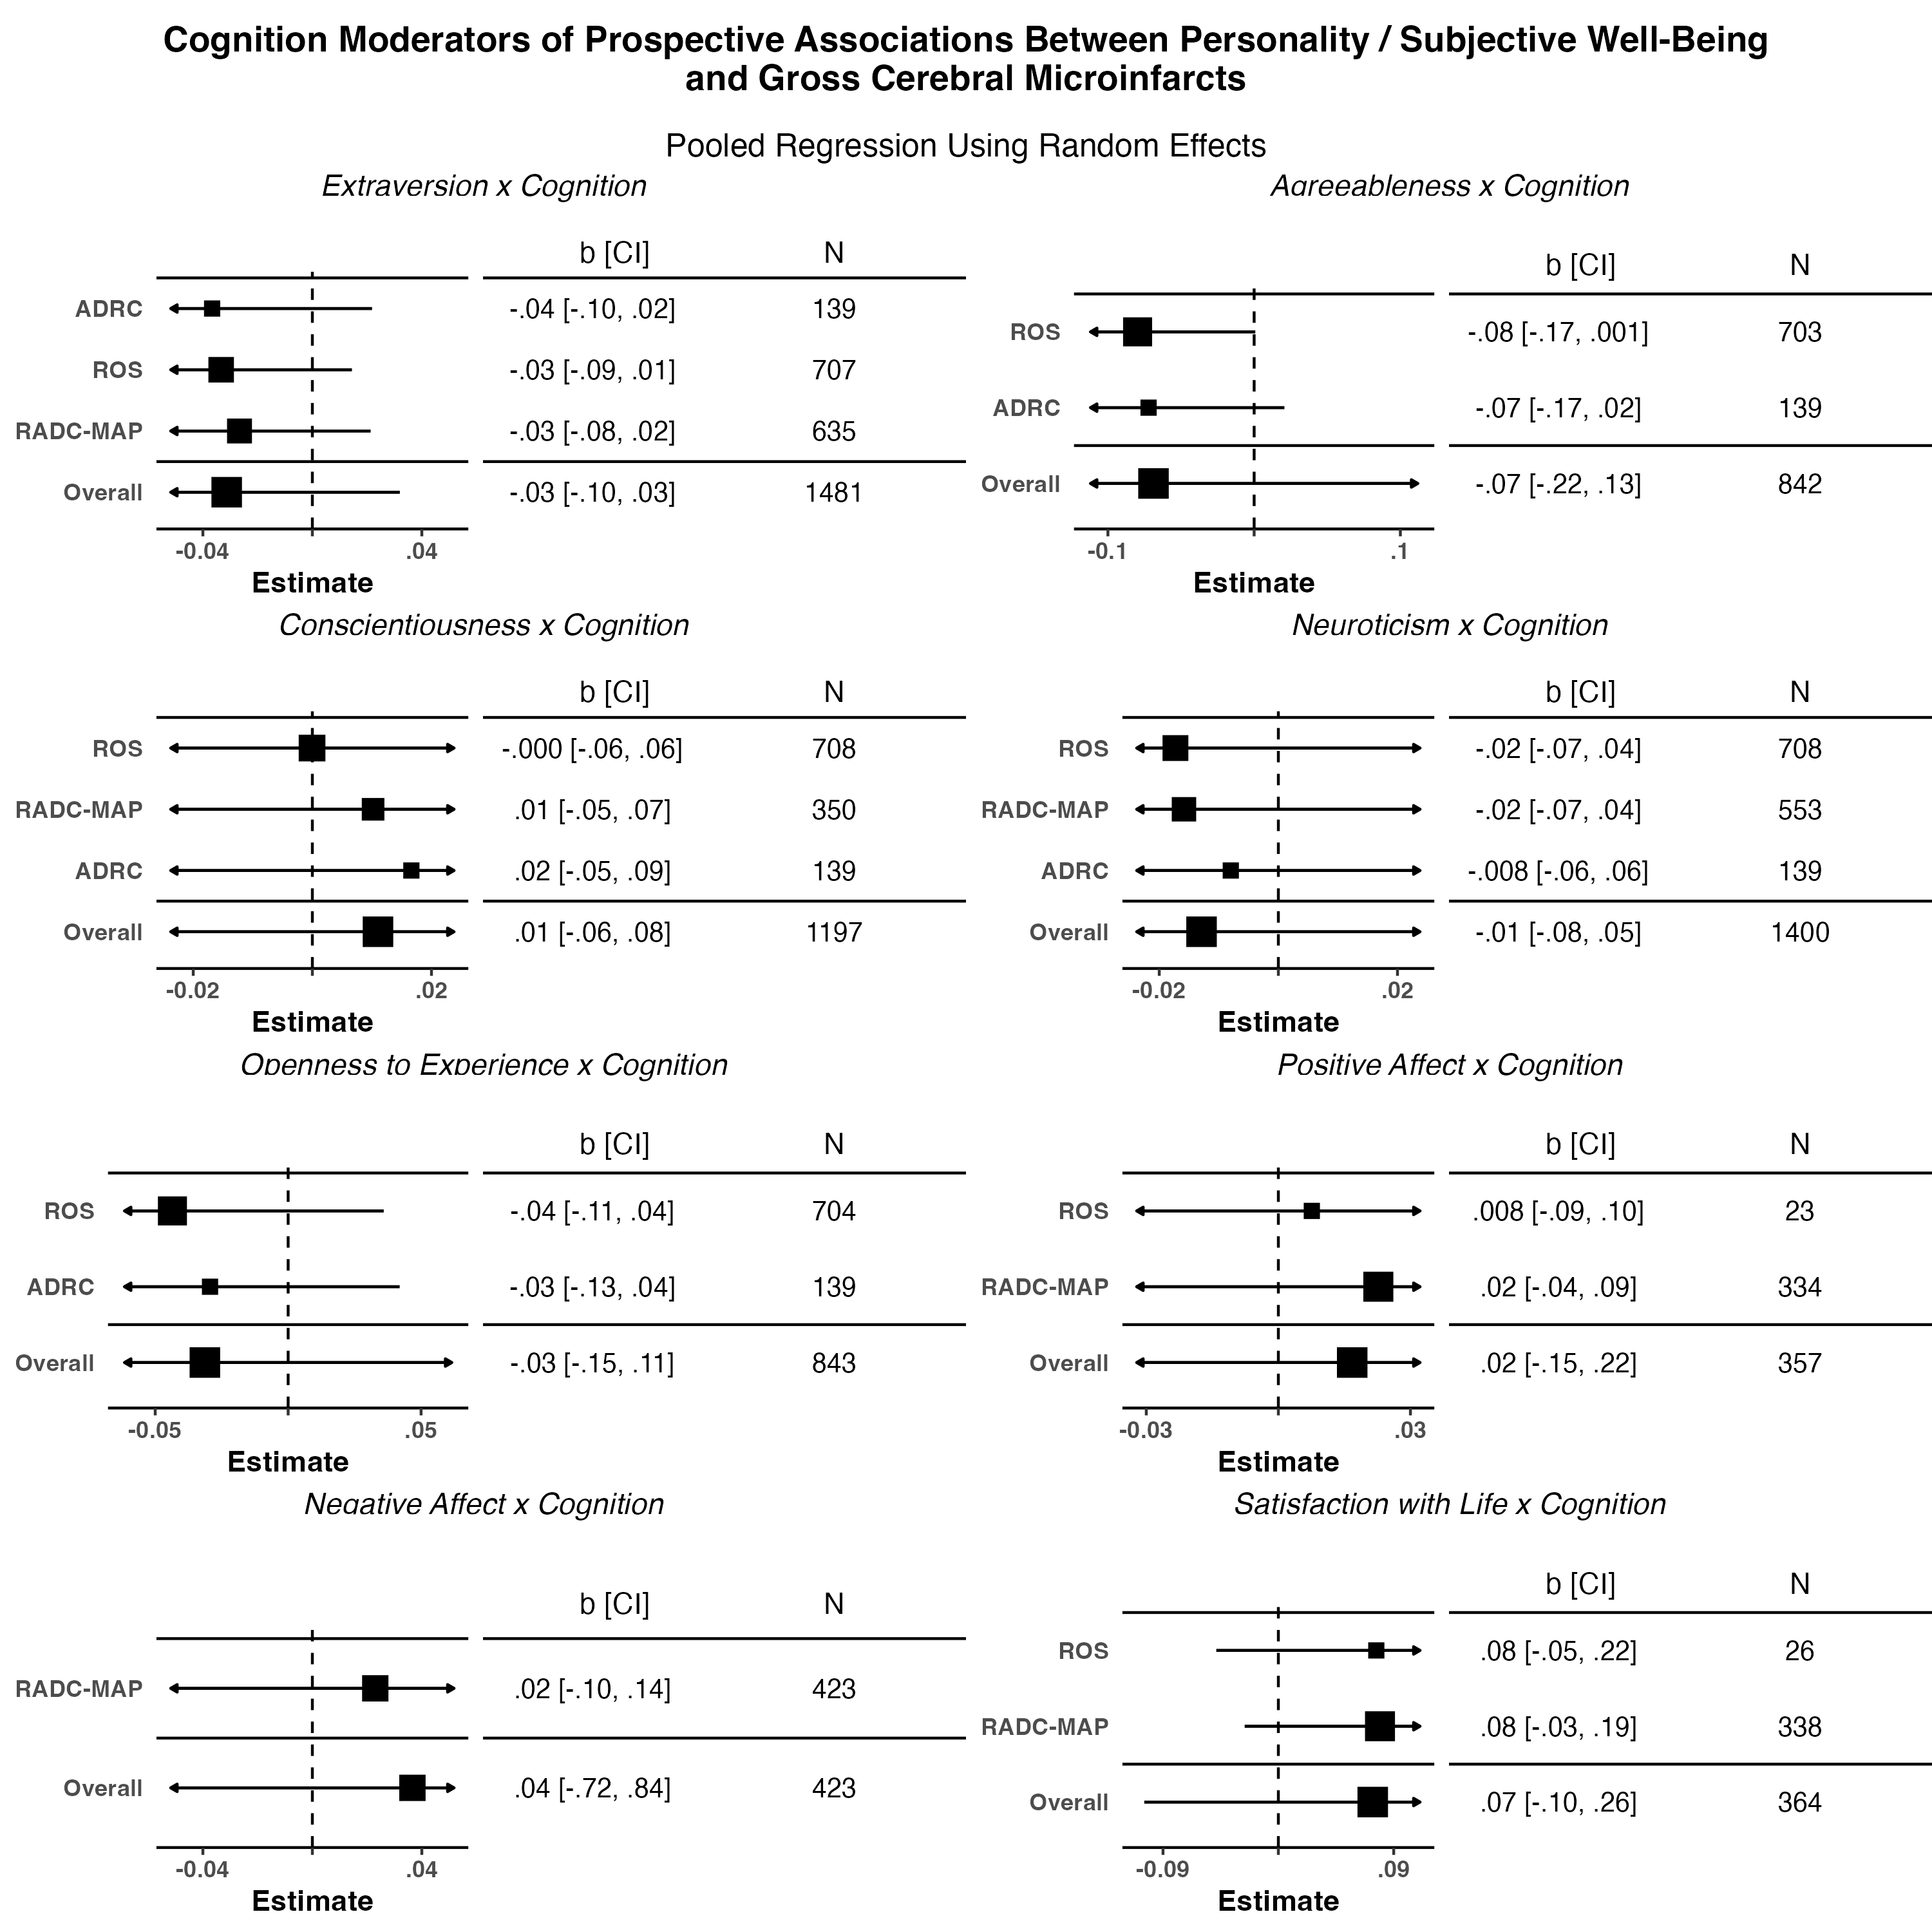 Cognition Moderators of Prospective Associations Between Personality / Subjective Well-Being
and Gross Cerebral Microinfarcts
Pooled Regression Using Random Effects
Extraversion x Cognition
b [CI] N
ADRC -.04 [-.10, .02] 139
ROS -.03 [-.09, .01] 707
RADC-MAP -.03 [-.08, .02] 635
Overall -.03 [-.10, .03] 1481
-0.04 .04
Estimate
Agreeableness x Cognition
b [CI] N
ROS -.08 [-.17, .001] 703
ADRC -.07 [-.17, .02] 139
Overall -.07 [-.22, .13] 842
-0.1 .1
Estimate
Conscientiousness x Cognition
b [CI] N
ROS -.000 [-.06, .06] 708
RADC-MAP .01 [-.05, .07] 350
ADRC .02 [-.05, .09] 139
Overall .01 [-.06, .08] 1197
-0.02 .02
Estimate
Neuroticism x Cognition
b [CI] N
ROS -.02 [-.07, .04] 708
RADC-MAP -.02 [-.07, .04] 553
ADRC -.008 [-.06, .06] 139
Overall -.01 [-.08, .05] 1400
-0.02 .02
Estimate
Openness to Experience x Cognition
b [CI] N
ROS -.04 [-.11, .04] 704
ADRC -.03 [-.13, .04] 139
Overall -.03 [-.15, .11] 843
-0.05 .05
Estimate
Positive Affect x Cognition
b [CI] N
ROS .008 [-.09, .10] 23
RADC-MAP .02 [-.04, .09] 334
Overall .02 [-.15, .22] 357
-0.03 .03
Estimate
Negative Affect x Cognition
b [CI] N
RADC-MAP .02 [-.10, .14] 423
Overall .04 [-.72, .84] 423
-0.04 .04
Estimate
Satisfaction with Life x Cognition
b [CI] N
ROS .08 [-.05, .22] 26
RADC-MAP .08 [-.03, .19] 338
Overall .07 [-.10, .26] 364
-0.09 .09
Estimate